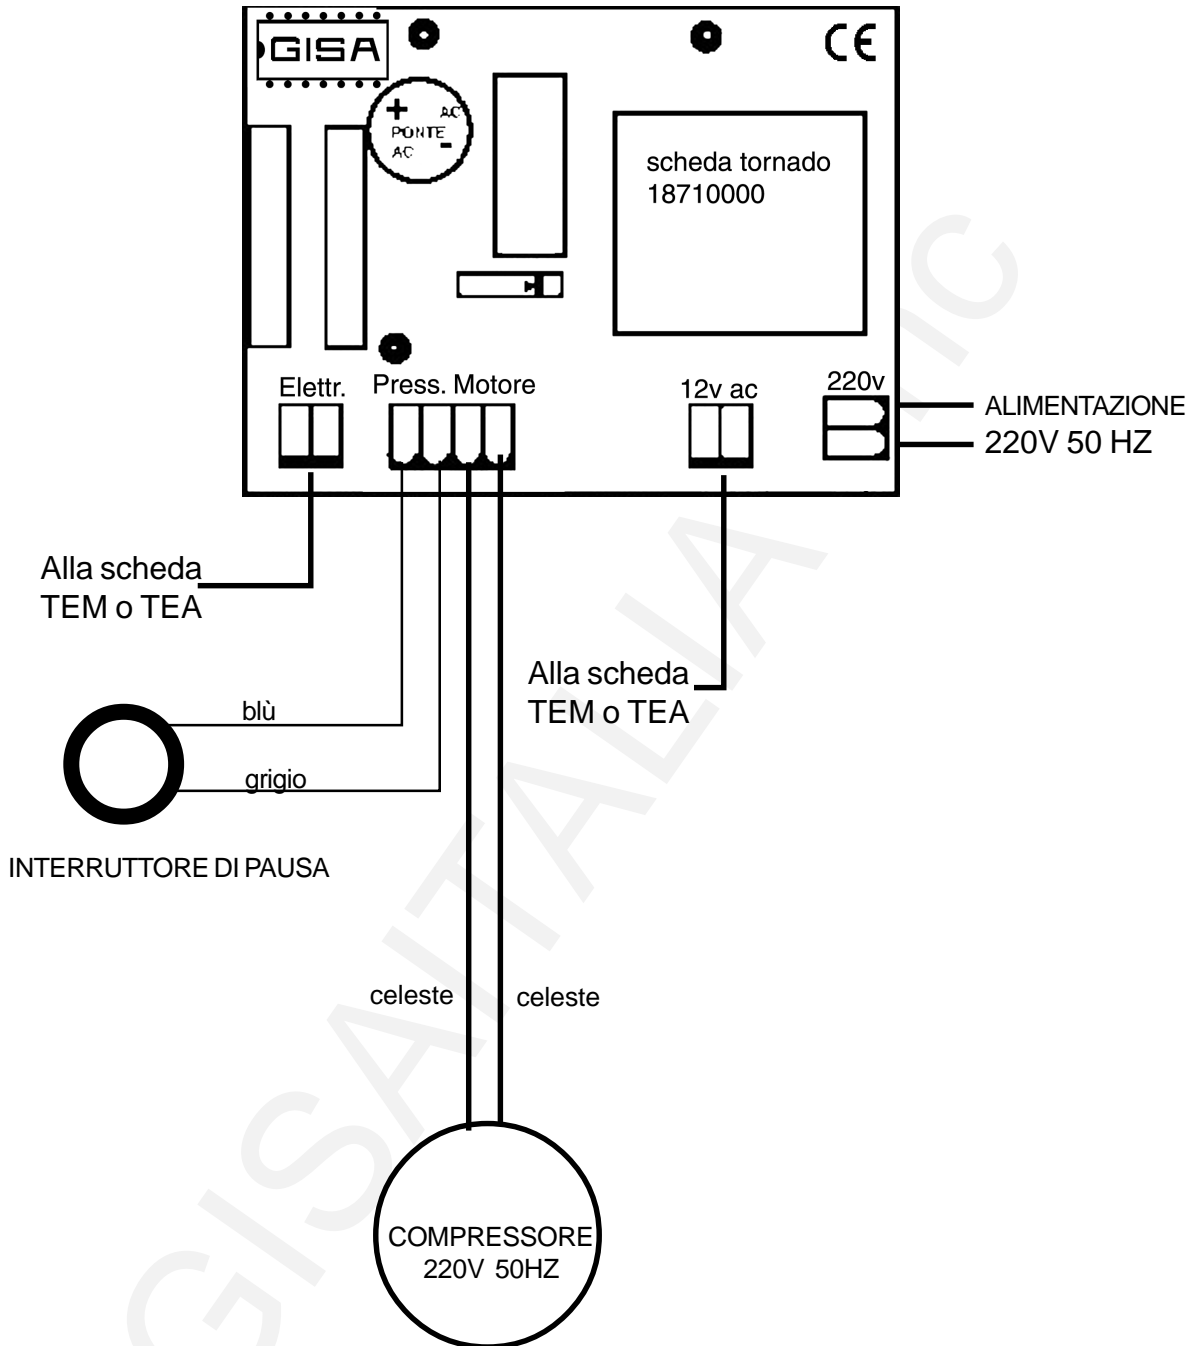 GISA
CE
+ AC
PONTE
AC -
scheda tornado
18710000
Elettr.
Press. Motore
12v ac
220v
ALIMENTAZIONE
220V 50 HZ
Alla scheda
TEM o TEA
Alla scheda
TEM o TEA
blù
grigio
INTERRUTTORE DI PAUSA
celeste
celeste
COMPRESSORE
220V 50HZ